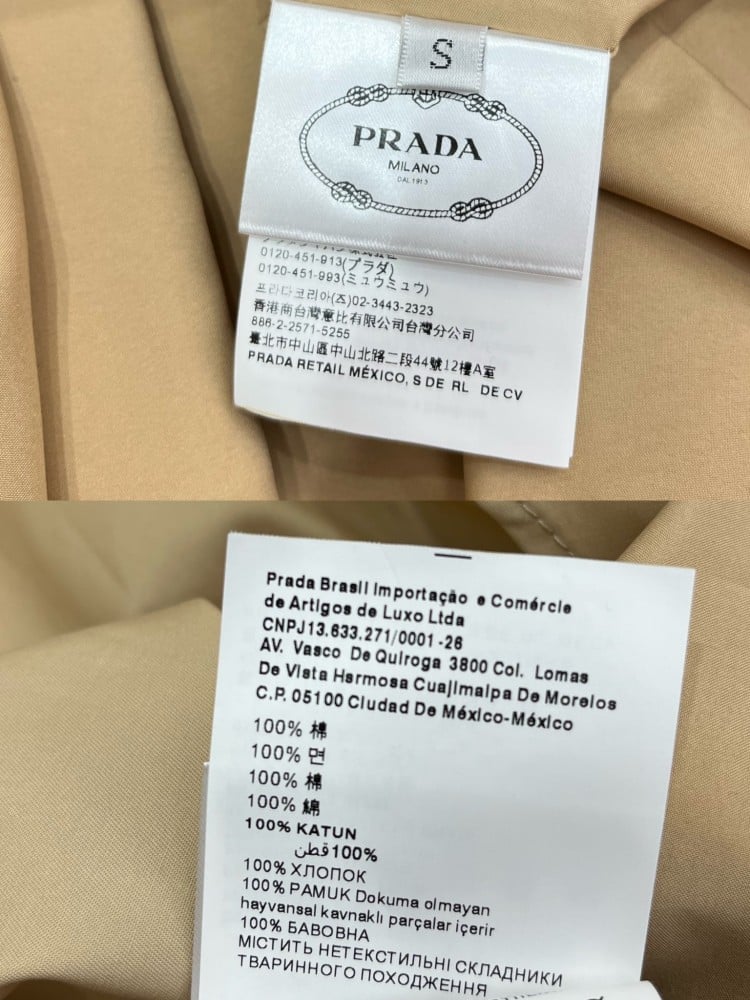 S
PRADA
MILANO
DAL 1913
0120-451-913(プラダ)
0120-451-993(ミュウミュウ)
프라다코리아(즈)02-3443-2323
香港商台灣意比有限公司台灣分公司
886-2-2571-5255
臺北市中山區中山北路二段44號12樓A室
PRADA RETAIL MÉXICO, S DE RL DE CV
Prada Brasil Importação e Comércie
de Artigos de Luxo Ltda
CNPJ13.633.271/0001-26
AV. Vasco De Quiroga 3800 Col. Lomas
De Vista Hermosa Cuajimalpa De Morelos
C.P. 05100 Ciudad De México-México
100% 棉
100% 면
100% 棉
100% 綿
100% KATUN
100% قطن
100% ХЛОПОК
100% PAMUK Dokuma olmayan
hayvansal kavnaklı parçalar içerir
100% БАВОВНА
МІСТИТЬ НЕТЕКСТИЛЬНІ СКЛАДНИКИ
ТВАРИННОГО ПОХОДЖЕННЯ